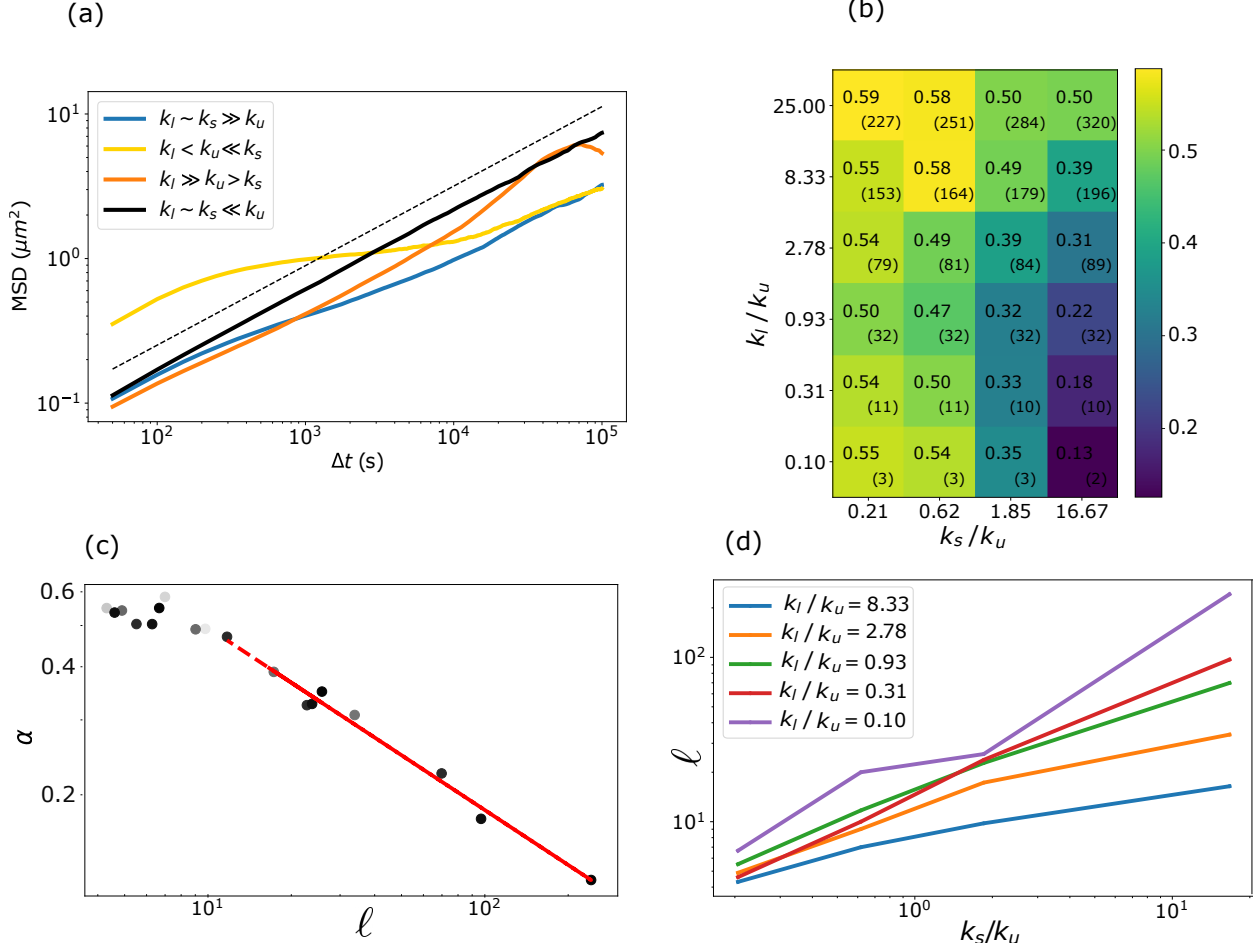 (a)
MSD (μm²)
10¹
10⁰
10⁻¹
k_l ~ k_s ≫ k_u
k_l < k_u ≪ k_s
k_l ≫ k_u > k_s
k_l ~ k_s ≪ k_u
10² 10³ 10⁴ 10⁵
Δt (s)
(b)
k_l / k_u
25.00 0.59 (227) 0.58 (251) 0.50 (284) 0.50 (320)
8.33 0.55 (153) 0.58 (164) 0.49 (179) 0.39 (196)
2.78 0.54 (79) 0.49 (81) 0.39 (84) 0.31 (89)
0.93 0.50 (32) 0.47 (32) 0.32 (32) 0.22 (32)
0.31 0.54 (11) 0.50 (11) 0.33 (10) 0.18 (10)
0.10 0.55 (3) 0.54 (3) 0.35 (3) 0.13 (2)
0.21 0.62 1.85 16.67
k_s / k_u
0.5
0.4
0.3
0.2
(c)
α
0.6
0.4
0.2
10¹ 10²
ℓ
(d)
ℓ
10²
10¹
k_l / k_u = 8.33
k_l / k_u = 2.78
k_l / k_u = 0.93
k_l / k_u = 0.31
k_l / k_u = 0.10
10⁰ 10¹
k_s/k_u